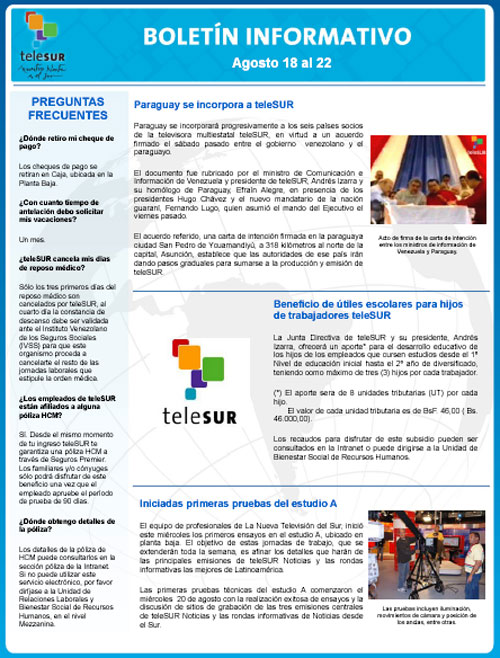 teleSUR
nuestro Norte
es el Sur
BOLETÍN INFORMATIVO
Agosto 18 al 22
PREGUNTAS
FRECUENTES
¿Dónde retiro mi cheque de
pago?
Los cheques de pago se
retiran en Caja, ubicada en la
Planta Baja.
¿Con cuanto tiempo de
antelación debo solicitar
mis vacaciones?
Un mes.
¿teleSUR cancela mis días
de reposo médico?
Sólo los tres primeros días del
reposo médico son
cancelados por teleSUR, al
cuarto día la constancia de
descanso debe ser validada
ante el Instituto Venezolano
de los Seguros Sociales
(IVSS) para que este
organismo proceda a
cancelarte el resto de las
jornadas laborales que
estipule la orden médica.
¿Los empleados de teleSUR
están afiliados a alguna
póliza HCM?
SI. Desde el mismo momento
de tu ingreso teleSUR te
garantiza una póliza HCM a
través de Seguros Premier.
Los familiares y/o cónyuges
sólo podrá disfrutar de este
beneficio una vez que el
empleado apruebe el período
de prueba de 90 días.
¿Dónde obtengo detalles de
la póliza?
Los detalles de la póliza de
HCM puede consultarlos en la
sección póliza de la Intranet.
Si no puede utilizar este
servicio electrónico, por favor
diríjase a la Unidad de
Relaciones Laborales y
Bienestar Social de Recursos
Humanos, en el nivel
Mezzanina.
Paraguay se incorpora a teleSUR
Paraguay se incorporará progresivamente a los seis países socios
de la televisora multiestatal teleSUR, en virtud a un acuerdo
firmado el sábado pasado entre el gobierno venezolano y el
paraguayo.
El documento fue rubricado por el ministro de Comunicación e
Información de Venezuela y presidente de teleSUR, Andrés Izarra y
su homólogo de Paraguay, Efraín Alegre, en presencia de los
presidentes Hugo Chávez y el nuevo mandatario de la nación
guaraní, Fernando Lugo, quien asumió el mando del Ejecutivo el
viernes pasado.
El acuerdo referido, una carta de intención firmada en la paraguaya
ciudad San Pedro de Youamandiyú, a 318 kilómetros al norte de la
capital, Asunción, establece que las autoridades de ese país irán
dando pasos graduales para sumarse a la producción y emisión de
teleSUR.
Acto de firma de la carta de intención
entre los ministros de información de
Venezuela y Paraguay.
teleSUR
Beneficio de útiles escolares para hijos
de trabajadores teleSUR
La Junta Directiva de teleSUR y su presidente, Andrés
Izarra, ofrecerá un aporte* para el desarrollo educativo de
los hijos de los empleados que cursen estudios desde el 1º
Nivel de educación inicial hasta el 2º año de diversificado,
teniendo como máximo de tres (3) hijos por cada trabajador.
(*) El aporte sera de 8 unidades tributarias (UT) por cada
hijo.
El valor de cada unidad tributaria es de BsF. 46,00 ( Bs.
46.000,00).
Los recaudos para disfrutar de este subsidio pueden ser
consultados en la Intranet o puede dirigirse a la Unidad de
Bienestar Social de Recursos Humanos.
Iniciadas primeras pruebas del estudio A
El equipo de profesionales de La Nueva Televisión del Sur, inició
este miércoles los primeros ensayos en el estudio A, ubicado en
planta baja. El objetivo de estas jornadas de trabajo, que se
extenderán toda la semana, es afinar los detalles que harán de
las principales emisiones de teleSUR Noticias y las rondas
informativas las mejores de Latinoamérica.
Las primeras pruebas técnicas del estudio A comenzaron el
miércoles 20 de agosto con la realización exitosa de ensayos y la
discusión de sitios de grabación de las tres emisiones centrales
de teleSUR Noticias y las rondas informativas de Noticias desde
el Sur.
Las pruebas incluyen iluminación,
movimientos de cámara y posición
de los anclas, entre otras.